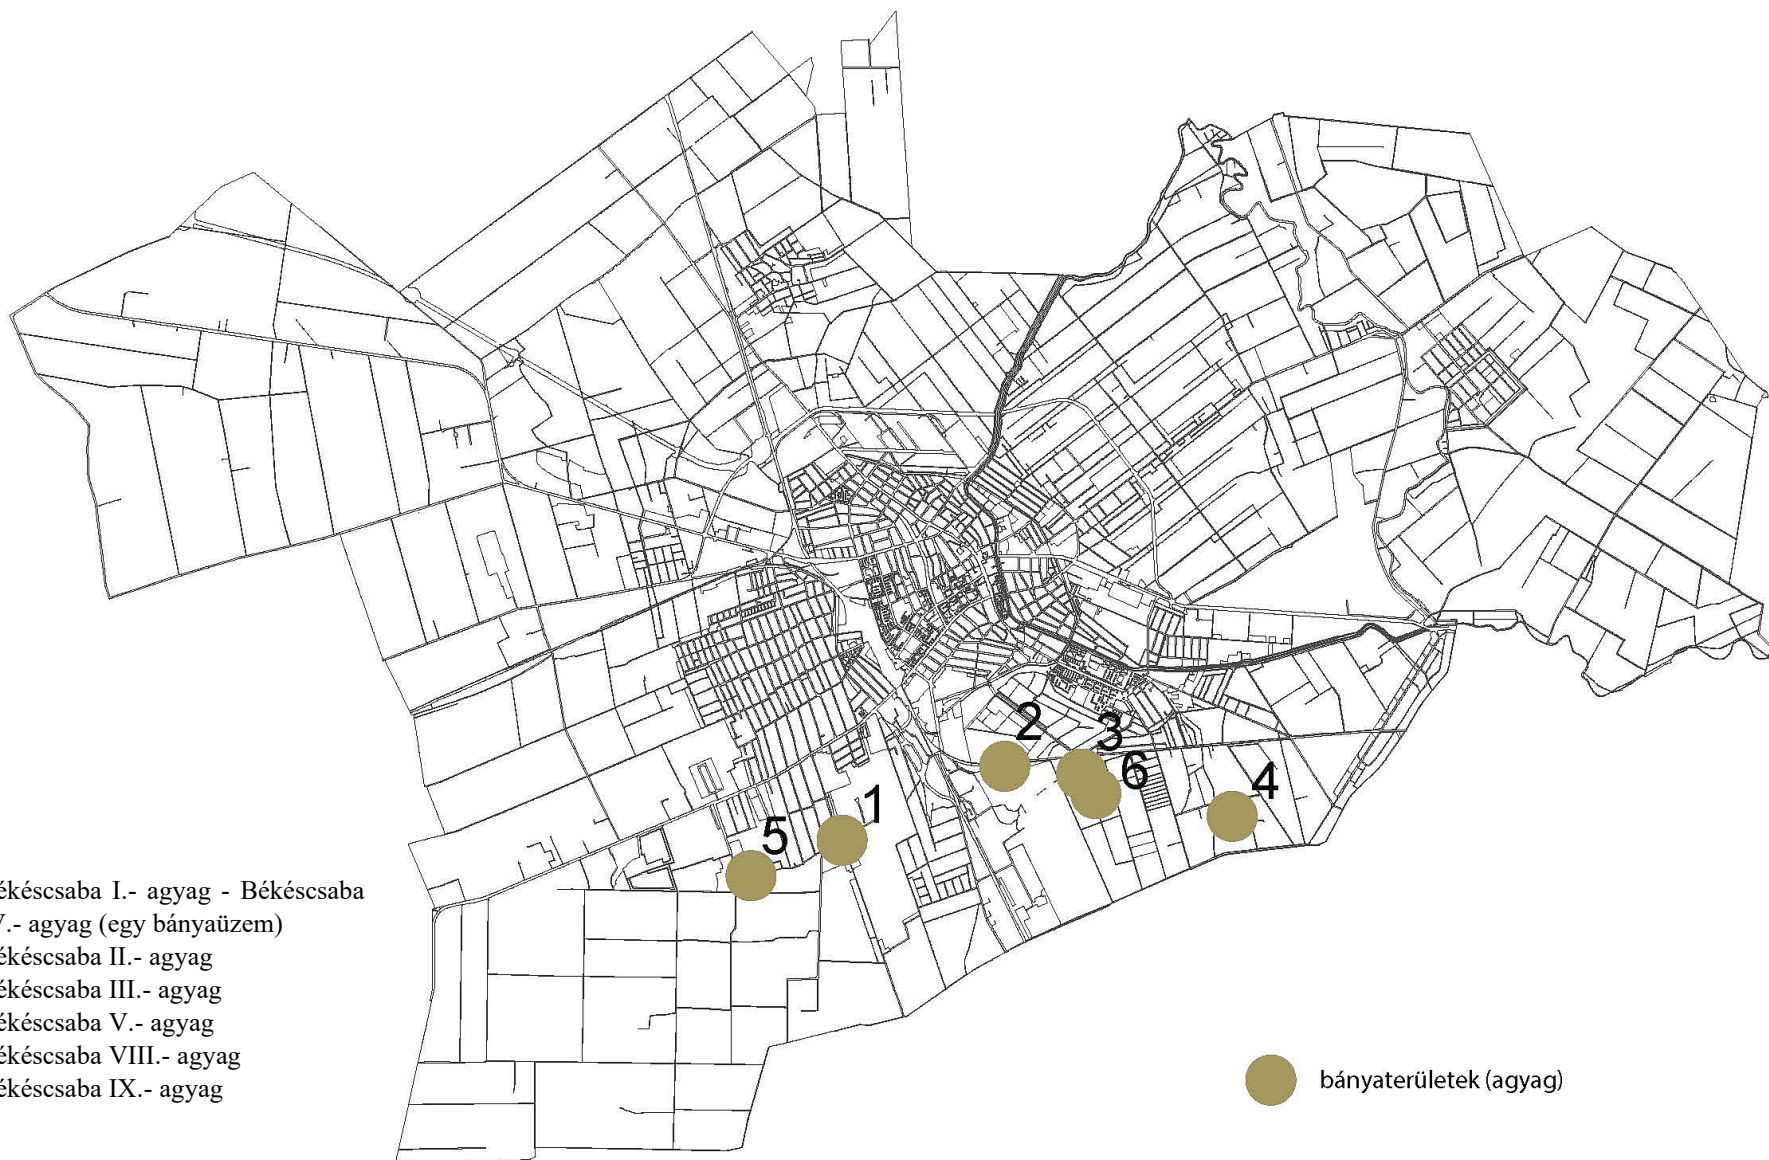 2
3
6
4
1
5
ékéscsaba I.- agyag - Békéscsaba
V.- agyag (egy bányaüzem)
ékéscsaba II.- agyag
ékéscsaba III.- agyag
ékéscsaba V.- agyag
ékéscsaba VIII.- agyag
ékéscsaba IX.- agyag
bányaterületek (agyag)